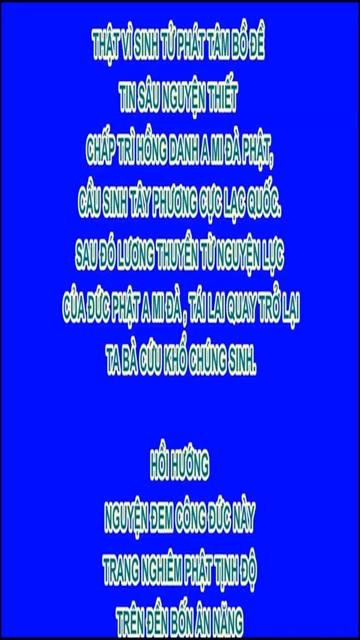 THẬT VÌ SINH TỬ PHÁT TÂM BỒ ĐỀ
TIN SÂU NGUYỆN THIẾT
CHẤP TRÌ HỒNG DANH A MI ĐÀ PHẬT,
CẦU SINH TÂY PHƯƠNG CỰC LẠC QUỐC.
SAU ĐÓ LƯƠNG THUYỀN TỪ NGUYỆN LỰC
CỦA ĐỨC PHẬT A MI ĐÀ , TÁI LAI QUAY TRỞ LẠI
TA BÀ CỨU KHỔ CHÚNG SINH.
HỒI HƯỚNG
NGUYỆN ĐEM CÔNG ĐỨC NÀY
TRANG NGHIÊM PHẬT TỊNH ĐỘ
TRÊN ĐỀN BỐN ÂN NẶNG